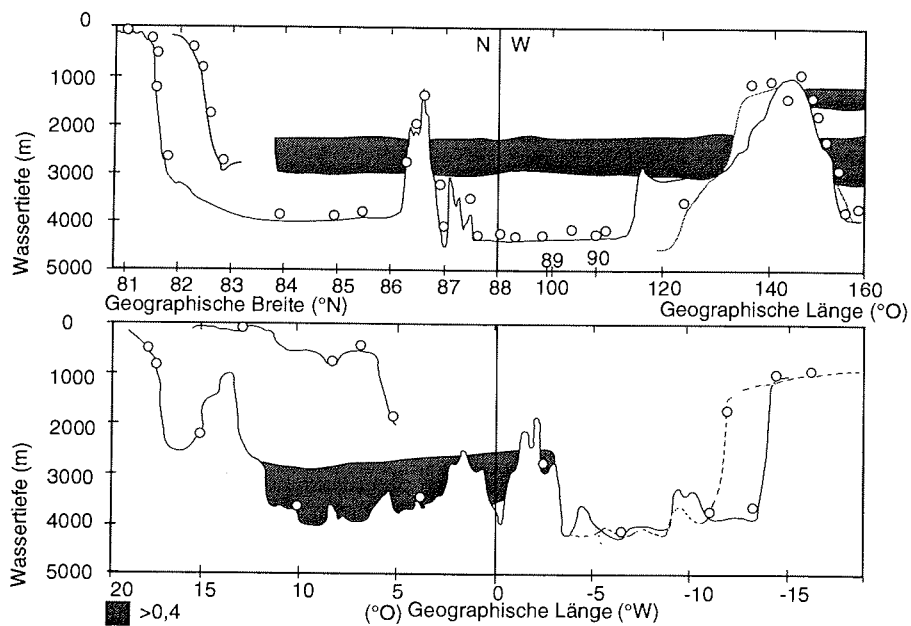 0
1000
2000
3000
4000
5000
Wassertiefe (m)
N W
89 90
81 82 83 84 85 86 87 88 100 120 140 160
Geographische Breite (°N) Geographische Länge (°O)
0
1000
2000
3000
4000
5000
Wassertiefe (m)
20 15 10 5 0 -5 -10 -15
>0,4 (°O) Geographische Länge (°W)